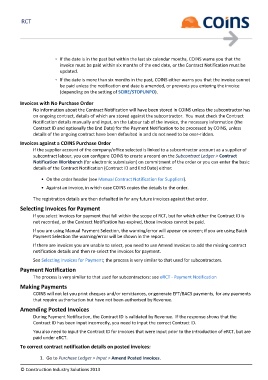 RCT
COINS
◦ If the date is in the past but within the last six calendar months, COINS warns you that the
invoice must be paid within six months of the end date, or the Contract Notification must be
updated.
◦ If the date is more than six months in the past, COINS either warns you that the invoice cannot
be paid unless the notification end date is amended, or prevents you entering the invoice
(depending on the setting of
Invoices with No Purchase Order
No information about the Contract Notification will have been stored in COINS unless the subcontractor has
an ongoing contract, details of which are stored against the subcontractor. You must check the Contract
Notification details manually and input, on the Labour tab of the invoice, the necessary information (the
Contract ID and optionally the End Date) for the Payment Notification to be processed by COINS, unless
details of the ongoing contract have been defaulted in and do not need to be overridden.
Invoices against a COINS Purchase Order
If the supplier account of the company/office selected is linked to a subcontractor account as a supplier of
subcontract labour, you can configure COINS to create a record on the Subcontract Ledger > Contract
Notification Workbench (for electronic submission) on commitment of the order or you can enter the basic
details of the Contract Notification (Contract ID and End Date) either:
• On the order header (see Manual Contract Notification for Suppliers).
• Against an invoice, in which case COINS copies the details to the order.
The registration details are then defaulted in for any future invoices against this order.
Selecting Invoices for Payment
If you select invoices for payment that fall within the scope of RCT, but for which either the Contract ID is
not recorded, or the Contract Notification has expired, those invoices cannot be paid.
If you are using Manual Payment Selection, the warning/error will appear on screen; if you are using Batch
Payment Selection the warning/error will be shown in the report.
If there are invoices you are unable to select, you need to use Amend Invoices to add the missing contract
notification details and then re-select the invoices for payment.
See Selecting Invoices for Payment; the process is very similar to that used for subcontractors.
Payment Notification
The process is very similar to that used for subcontractors: see eRCT - Payment Notification
Making Payments
COINS will not let you print cheques and/or remittances, or generate EFT/BACS payments, for any payments
that require authorisation but have not been authorised by Revenue.
Amending Posted Invoices
During Payment Notification, the Contract ID is validated by Revenue. If the response shows that the
Contract ID has been input incorrectly, you need to input the correct Contract ID.
You also need to input the Contract ID for invoices that were input prior to the introduction of eRCT, but are
paid under eRCT.
To correct contract notification details on posted invoices:
1. Go to Purchase Ledger > Input > Amend Posted Invoices.
© Construction Industry Solutions 2013